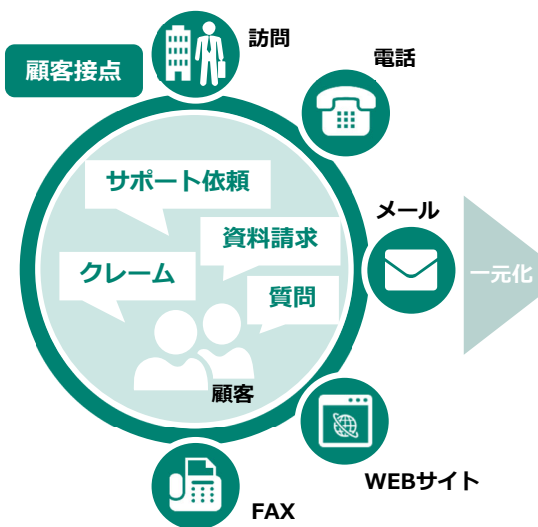 訪問
顧客接点
電話
サポート依頼
メール
資料請求
クレーム
一元化
質問
顧客
WEBサイト
FAX